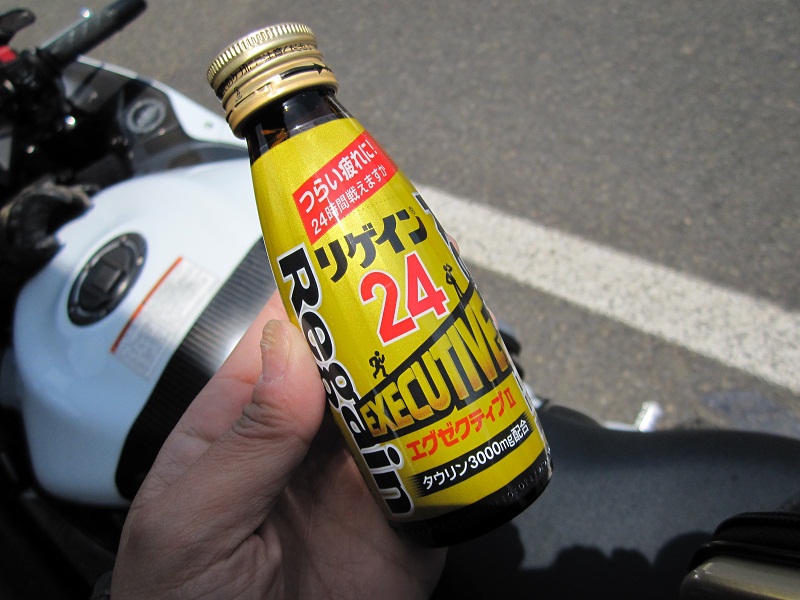 つらい疲れに!
24時間戦えますか
リゲイン
24
Regain
EXECUTIVE
エグゼクティブII
タウリン3000mg配合